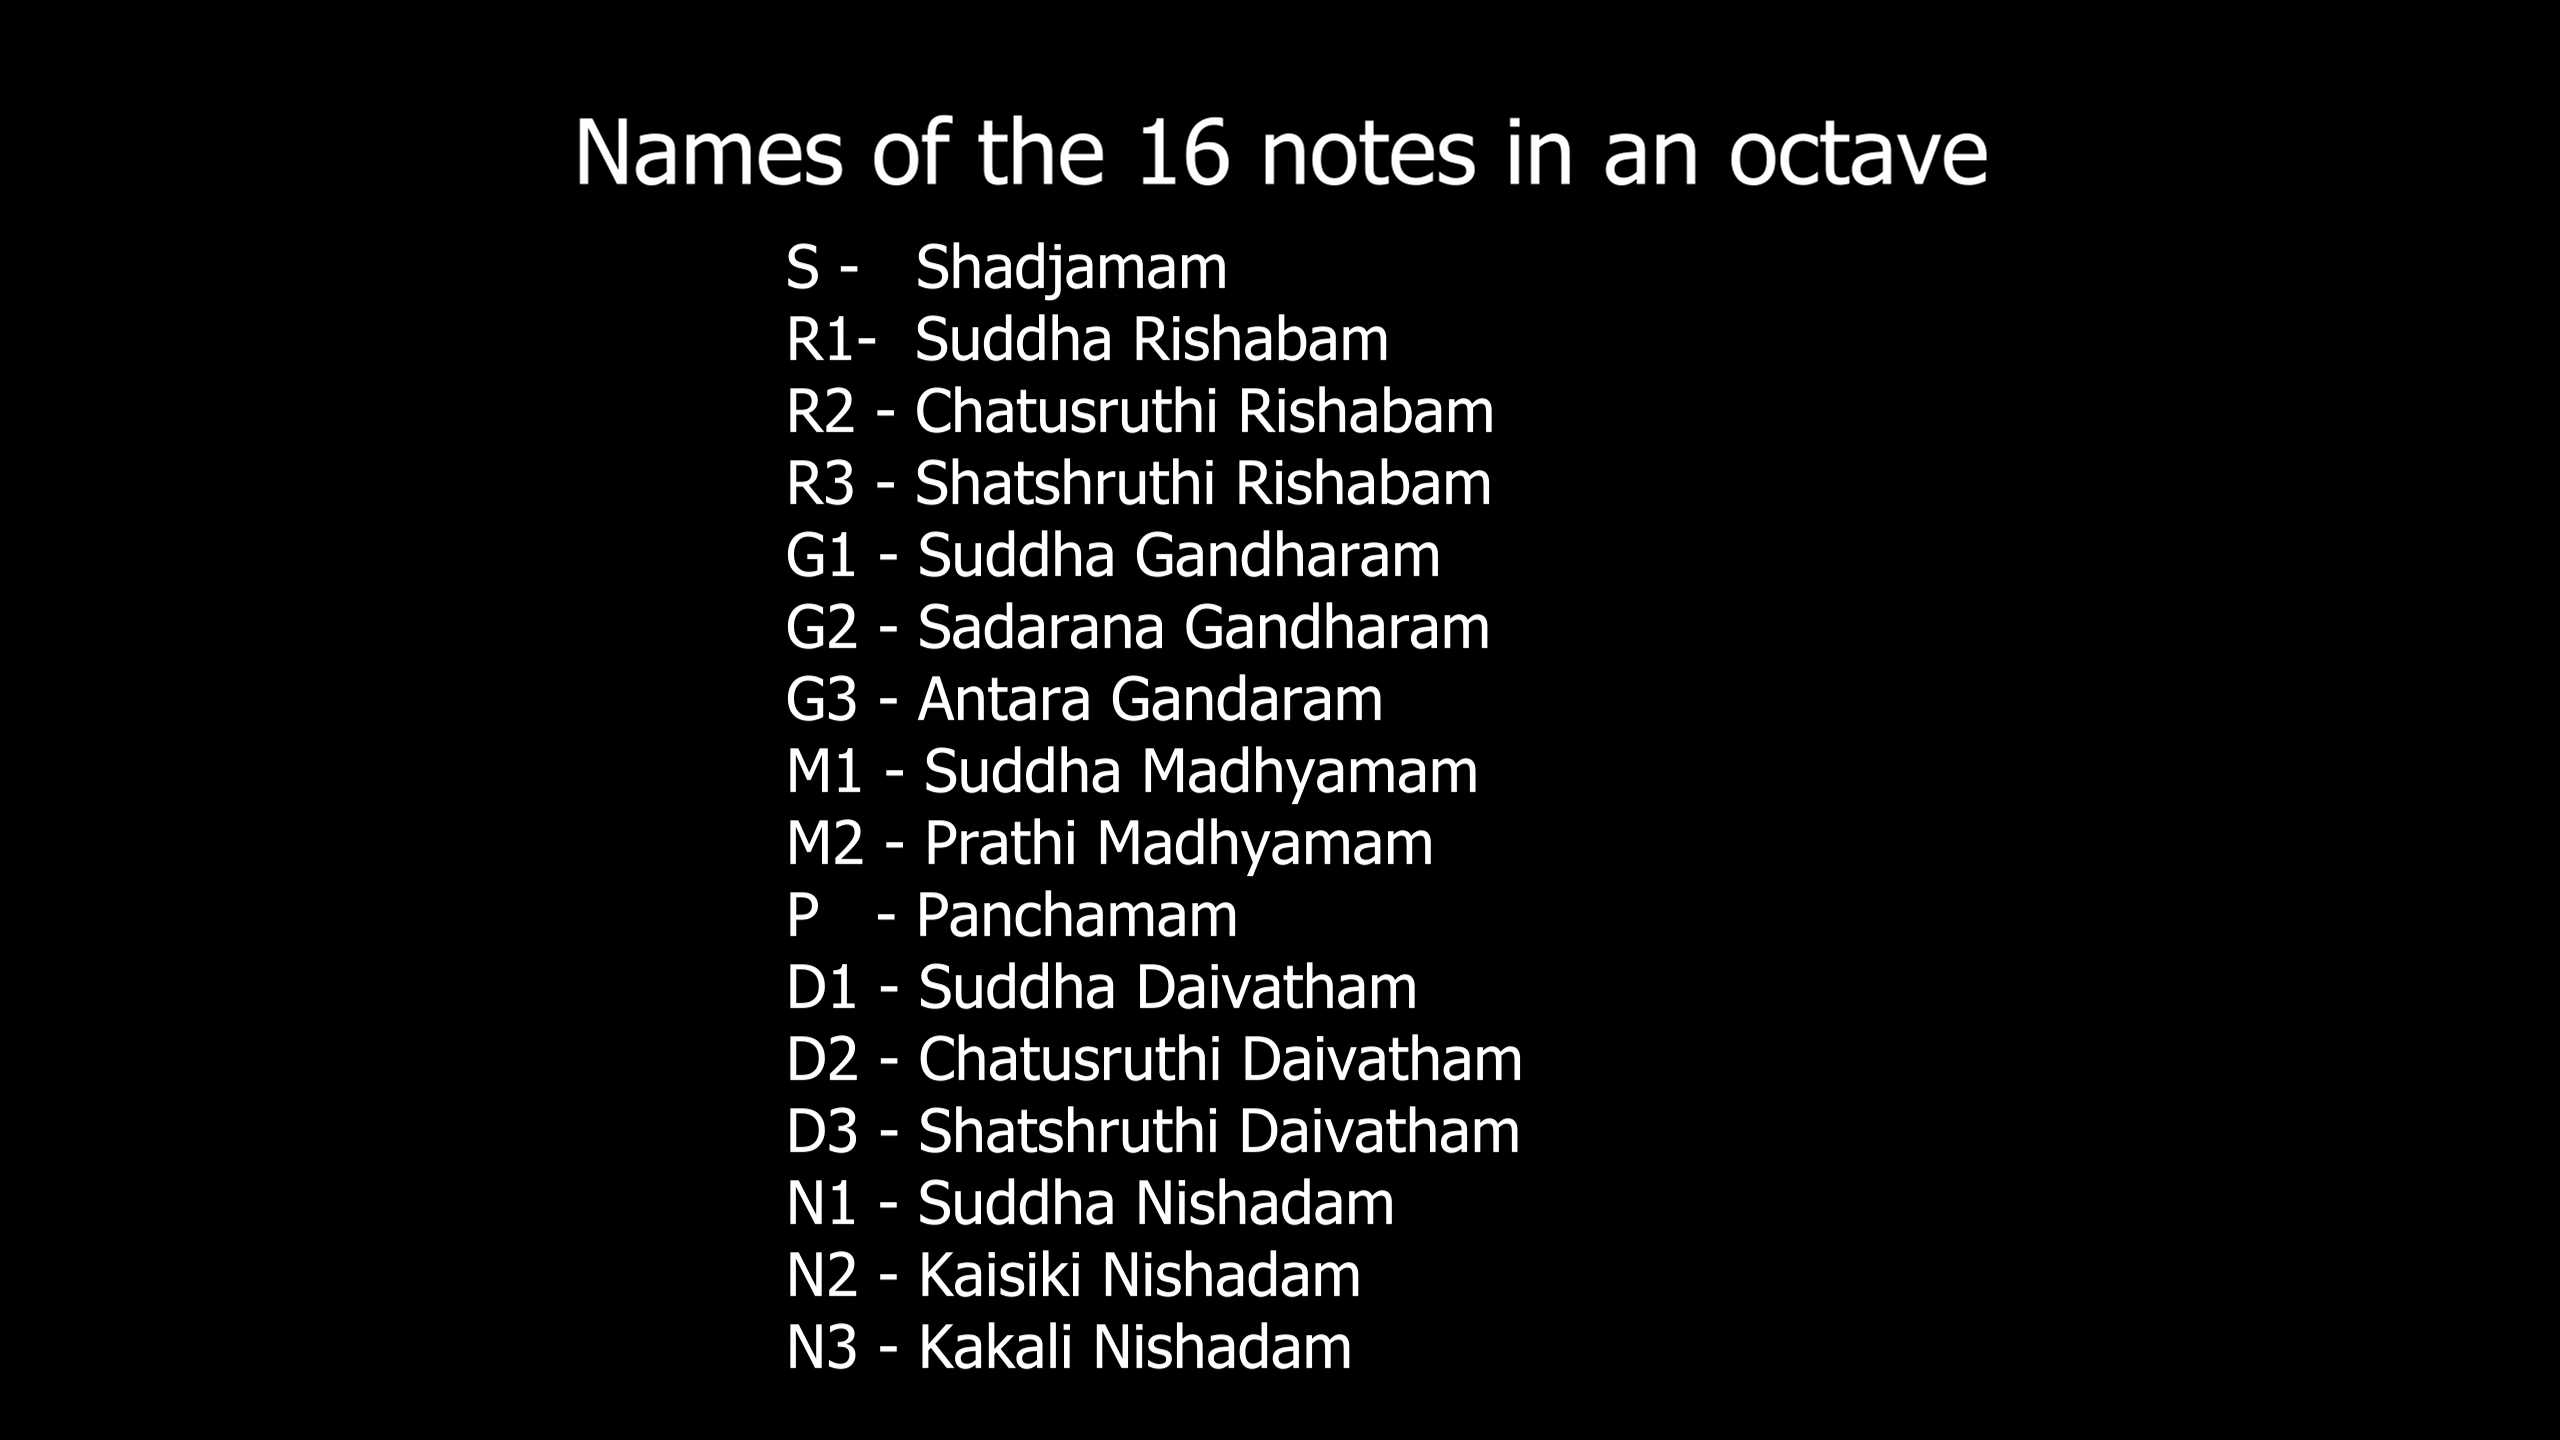 Names of the 16 notes in an octave
S - Shadjamam
R1- Suddha Rishabam
R2 - Chatusruthi Rishabam
R3 - Shatshruthi Rishabam
G1 - Suddha Gandharam
G2 - Sadarana Gandharam
G3 - Antara Gandaram
M1 - Suddha Madhyamam
M2 - Prathi Madhyamam
P - Panchamam
D1 - Suddha Daivatham
D2 - Chatusruthi Daivatham
D3 - Shatshruthi Daivatham
N1 - Suddha Nishadam
N2 - Kaisiki Nishadam
N3 - Kakali Nishadam